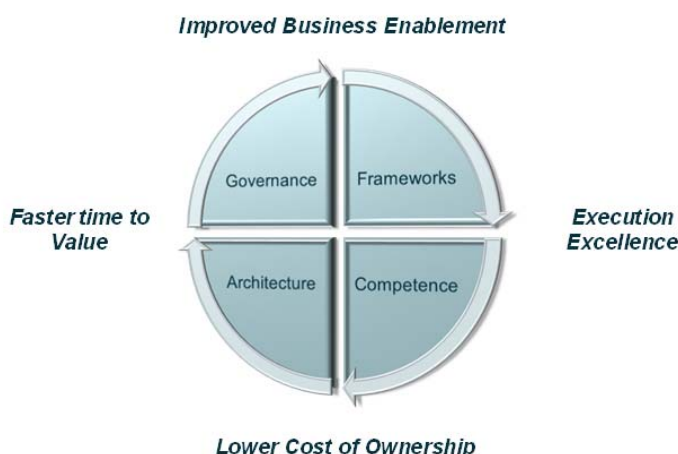 Improved Business Enablement
Governance
Frameworks
Faster time to
Value
Execution
Excellence
Architecture
Competence
Lower Cost of Ownership